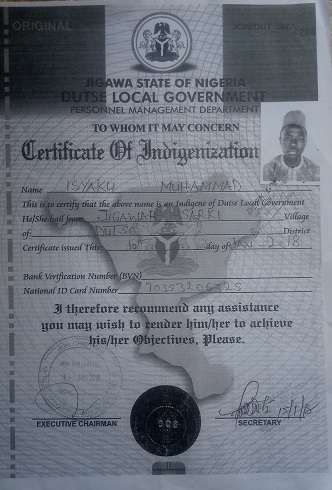 ORIGINAL
JIGAWA STATE OF NIGERIA
DUTSE LOCAL GOVERNMENT
PERSONNEL MANAGEMENT DEPARTMENT
TO WHOM IT MAY CONCERN
Certificate Of Indigenization
Name ISYAKU MUHAMMAD
This is to certify that the above name is an Indigene of Dutse Local Government
He/She hail from JIGAWAR SARKI Village
of DUTSE District
Certificate issued This day of JAN - 2018
Bank Verification Number (BVN)
National ID Card Number
I therefore recommend any assistance
you may wish to render him/her to achieve
his/her Objectives, Please.
EXECUTIVE CHAIRMAN
SECRETARY